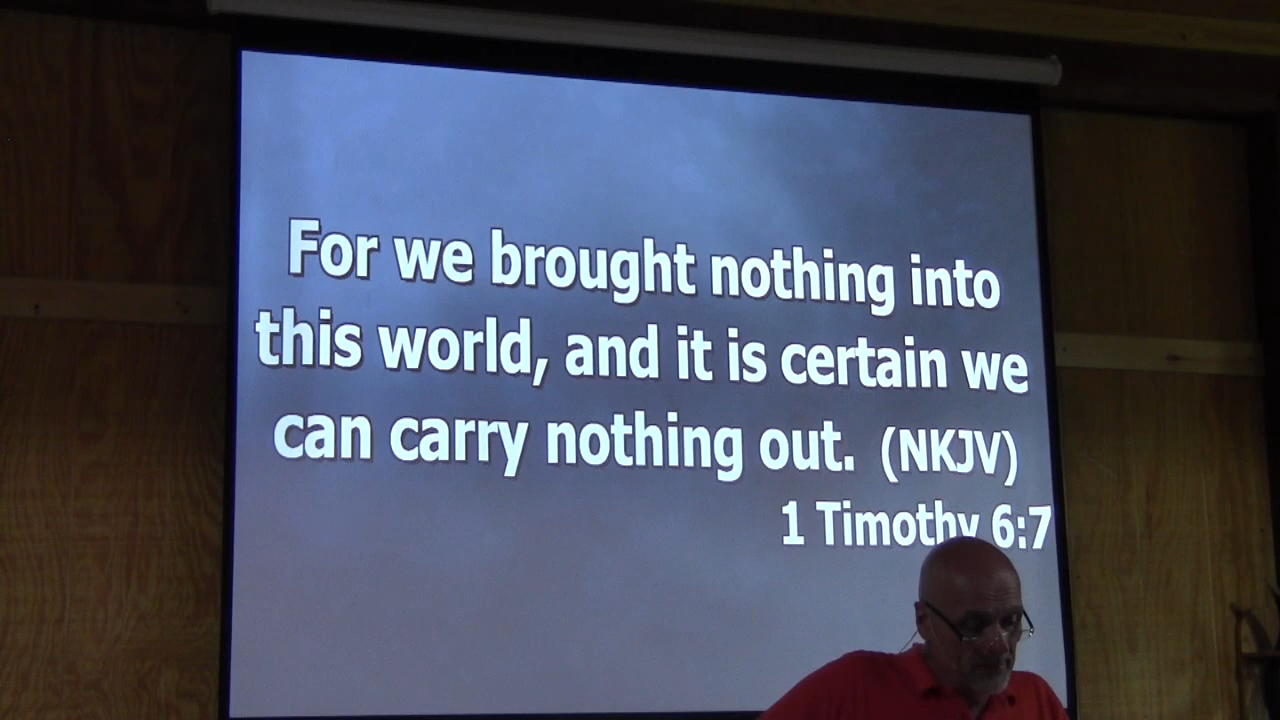 For we brought nothing into
this world, and it is certain we
can carry nothing out. (NKJV)
1 Timothy 6:7